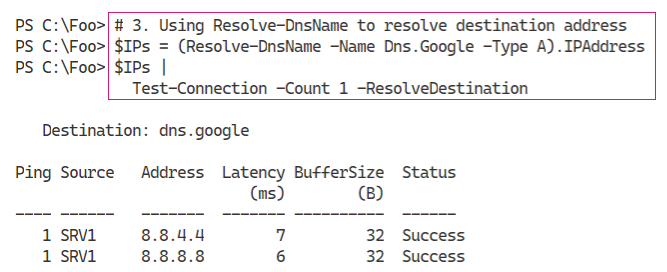 PS C:\Foo> # 3. Using Resolve-DnsName to resolve destination address
PS C:\Foo> $IPs = (Resolve-DnsName -Name Dns.Google -Type A).IPAddress
PS C:\Foo> $IPs |
Test-Connection -Count 1 -ResolveDestination
Destination: dns.google
Ping Source Address Latency BufferSize Status
(ms) (B)
---- ------ ------- ------- ---------- ------
1 SRV1 8.8.4.4 7 32 Success
1 SRV1 8.8.8.8 6 32 Success